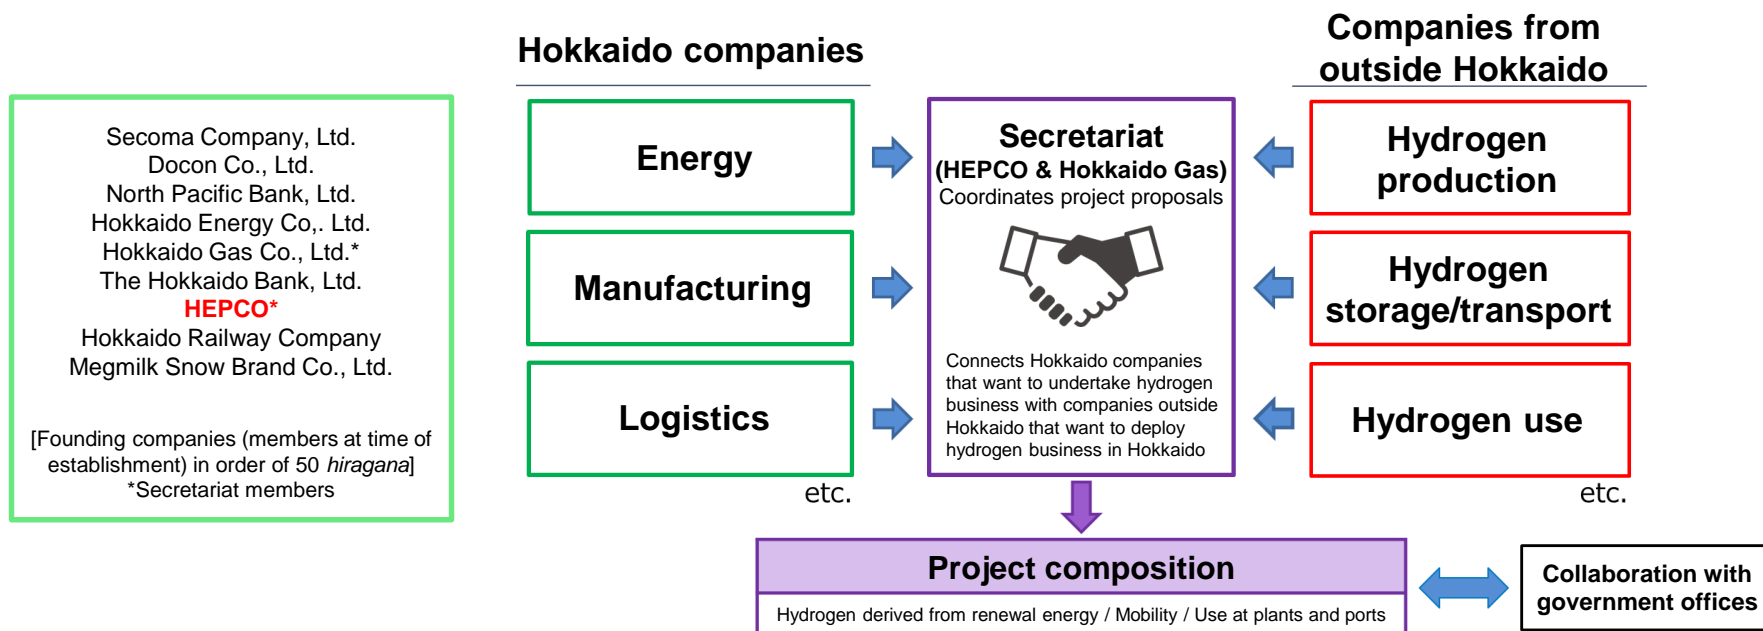 Secoma Company, Ltd.
Docon Co., Ltd.
North Pacific Bank, Ltd.
Hokkaido Energy Co,. Ltd.
Hokkaido Gas Co., Ltd.*
The Hokkaido Bank, Ltd.
HEPCO*
Hokkaido Railway Company
Megmilk Snow Brand Co., Ltd.
[Founding companies (members at time of
establishment) in order of 50 hiragana]
*Secretariat members
Hokkaido companies
Energy
Manufacturing
Logistics
etc.
Secretariat
(HEPCO & Hokkaido Gas)
Coordinates project proposals
Connects Hokkaido companies
that want to undertake hydrogen
business with companies outside
Hokkaido that want to deploy
hydrogen business in Hokkaido
Companies from
outside Hokkaido
Hydrogen
production
Hydrogen
storage/transport
Hydrogen use
etc.
Project composition
Hydrogen derived from renewal energy / Mobility / Use at plants and ports
Collaboration with
government offices